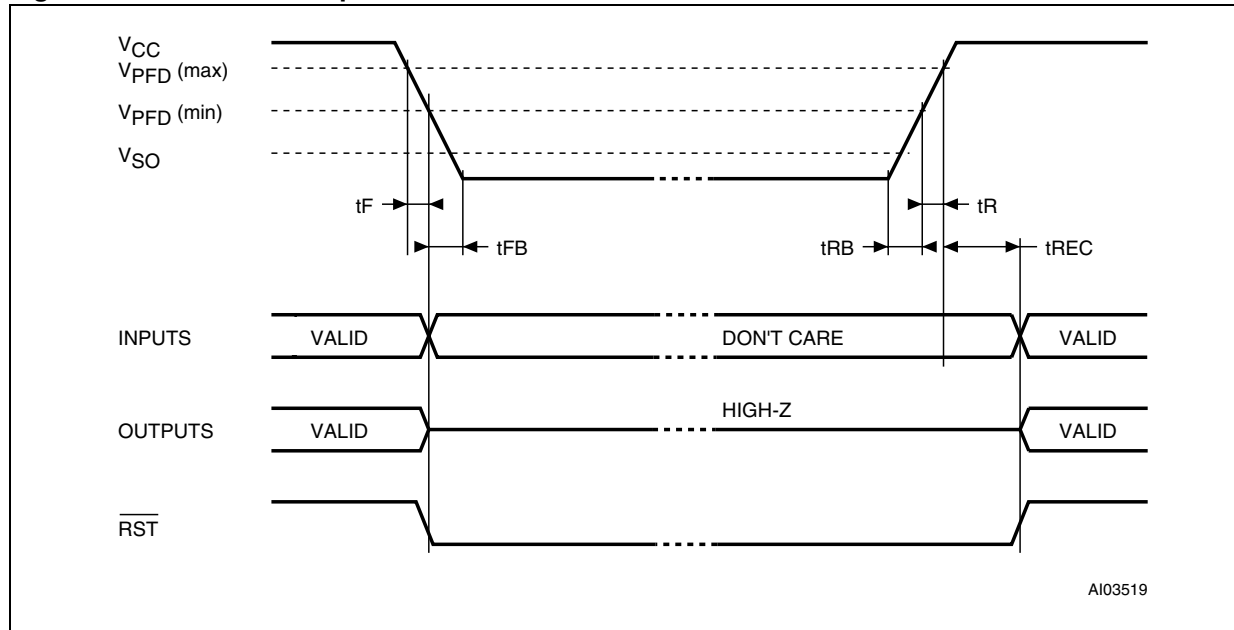 VCC
VPFD (max)
VPFD (min)
VSO
tF
tR
tFB
tRB
tREC
INPUTS
VALID
DON'T CARE
VALID
HIGH-Z
OUTPUTS
VALID
VALID
RST
AI03519